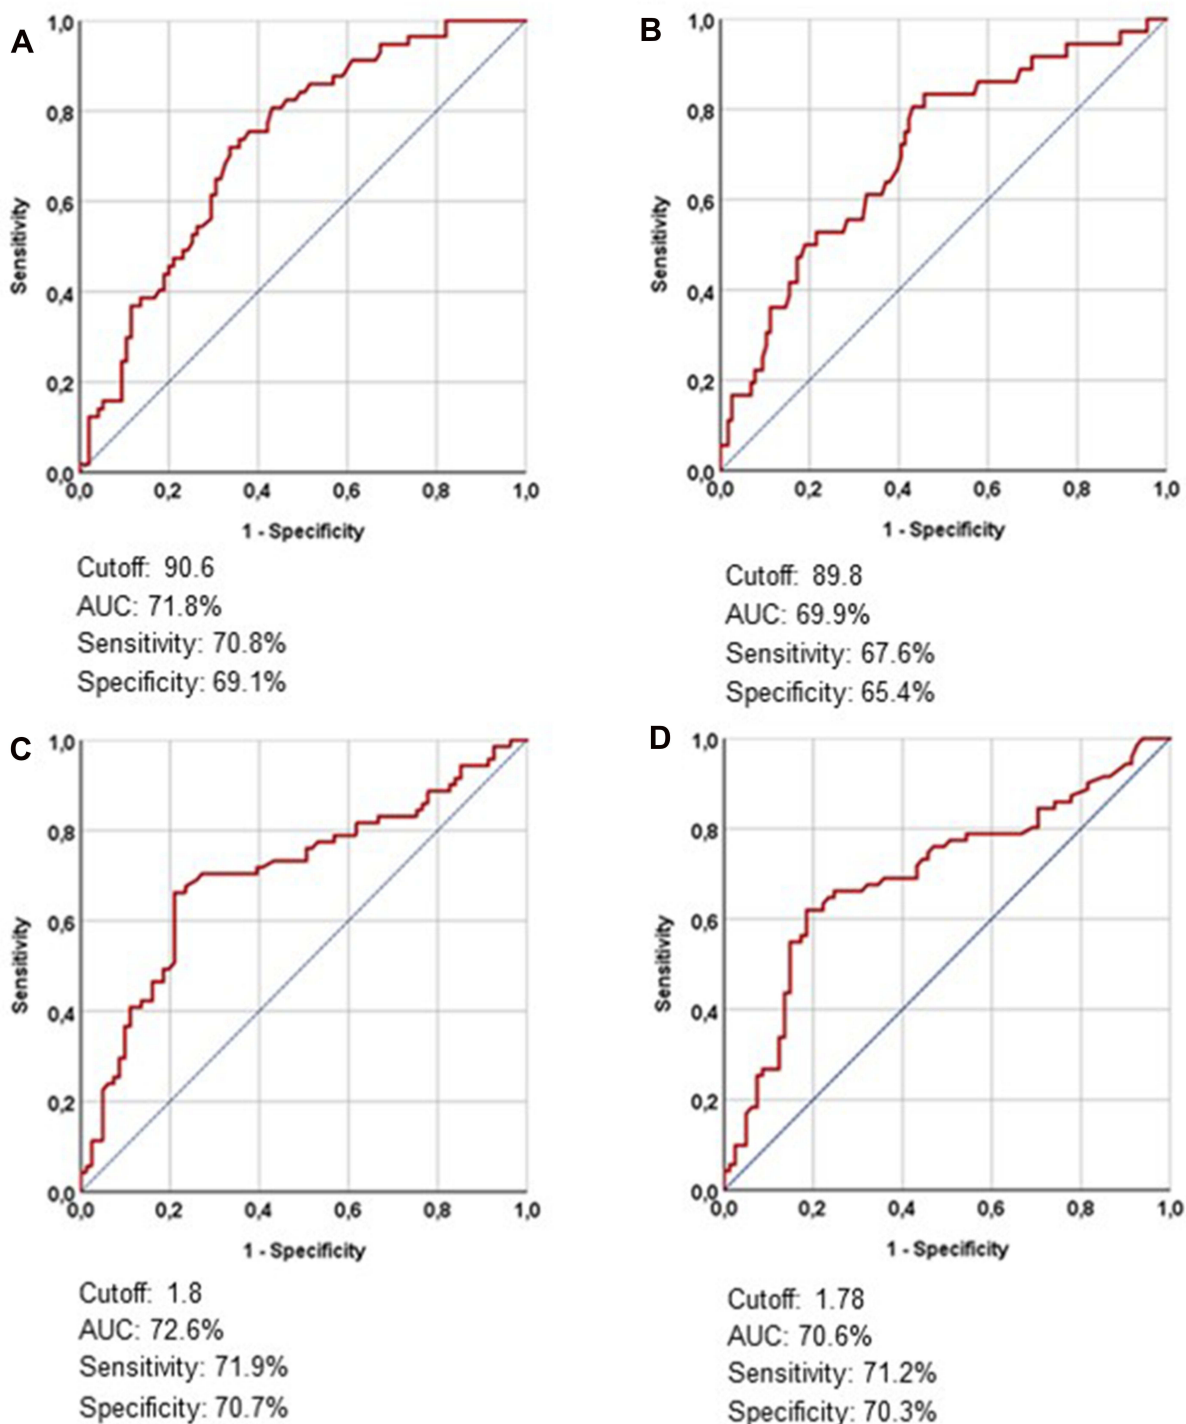 A
1,0
0,8
0,6
0,4
0,2
0,0
Sensitivity
0,0 0,2 0,4 0,6 0,8 1,0
1 - Specificity
Cutoff: 90.6
AUC: 71.8%
Sensitivity: 70.8%
Specificity: 69.1%
B
1,0
0,8
0,6
0,4
0,2
0,0
Sensitivity
0,0 0,2 0,4 0,6 0,8 1,0
1 - Specificity
Cutoff: 89.8
AUC: 69.9%
Sensitivity: 67.6%
Specificity: 65.4%
C
1,0
0,8
0,6
0,4
0,2
0,0
Sensitivity
0,0 0,2 0,4 0,6 0,8 1,0
1 - Specificity
Cutoff: 1.8
AUC: 72.6%
Sensitivity: 71.9%
Specificity: 70.7%
D
1,0
0,8
0,6
0,4
0,2
0,0
Sensitivity
0,0 0,2 0,4 0,6 0,8 1,0
1 - Specificity
Cutoff: 1.78
AUC: 70.6%
Sensitivity: 71.2%
Specificity: 70.3%